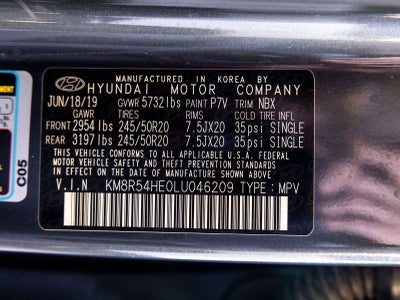 MANUFACTURED IN KOREA BY
HYUNDAI MOTOR COMPANY
JUN/18/19 GVWR 5732 lbs PAINT P7V TRIM NBX
GAWR TIRES RIMS COLD TIRE INFL
FRONT 2954 lbs 245/50R20 7.5JX20 35psi SINGLE
REAR 3197 lbs 245/50R20 7.5JX20 35psi SINGLE
THIS VEHICLE CONFORMS TO ALL APPLICABLE U.S.A. FEDERAL
MOTOR VEHICLE SAFETY AND THEFT PREVENTION STANDARDS
IN EFFECT ON THE DATE OF MANUFACTURE SHOWN ABOVE
V.I.N KM8R54HE0LU046209 TYPE: MPV
C05